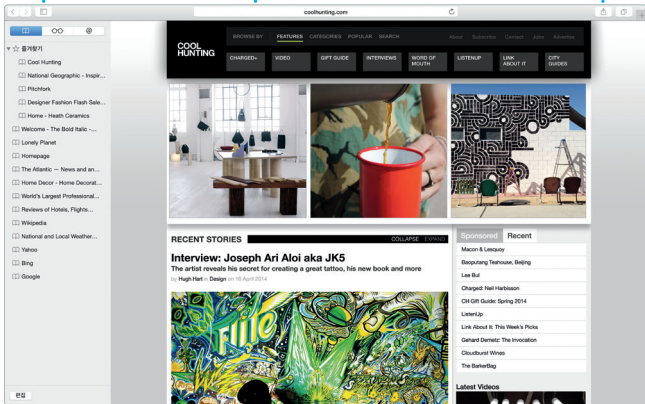 coolhunting.com
즐겨찾기
Cool Hunting
National Geographic - Inspir...
Pitchfork
Designer Fashion Flash Sale...
Home - Heath Ceramics
Welcome - The Bold Italic -...
Lonely Planet
Homepage
The Atlantic — News and an...
Home Decor - Home Decorat...
World's Largest Professional...
Reviews of Hotels, Flights...
Wikipedia
National and Local Weather...
Yahoo
Bing
Google
편집
COOL
HUNTING
BROWSE BY FEATURES CATEGORIES POPULAR SEARCH
About Subscribe Contact Jobs Advertise
CHARGED+
VIDEO
GIFT GUIDE
INTERVIEWS
WORD OF
MOUTH
LISTENUP
LINK
ABOUT IT
CITY
GUIDES
RECENT STORIES
COLLAPSE EXPAND
Interview: Joseph Ari Aloi aka JK5
The artist reveals his secret for creating a great tattoo, his new book and more
by Hugh Hart in Design on 16 April 2014
Sponsored Recent
Macon & Lesquoy
Baoputang Teahouse, Beijing
Lee Bul
Charged: Neil Harbisson
CH Gift Guide: Spring 2014
ListenUp
Link About It: This Week's Picks
Gehard Demetz: The Invocation
Cloudburst Wines
The BarkerBag
Latest Videos